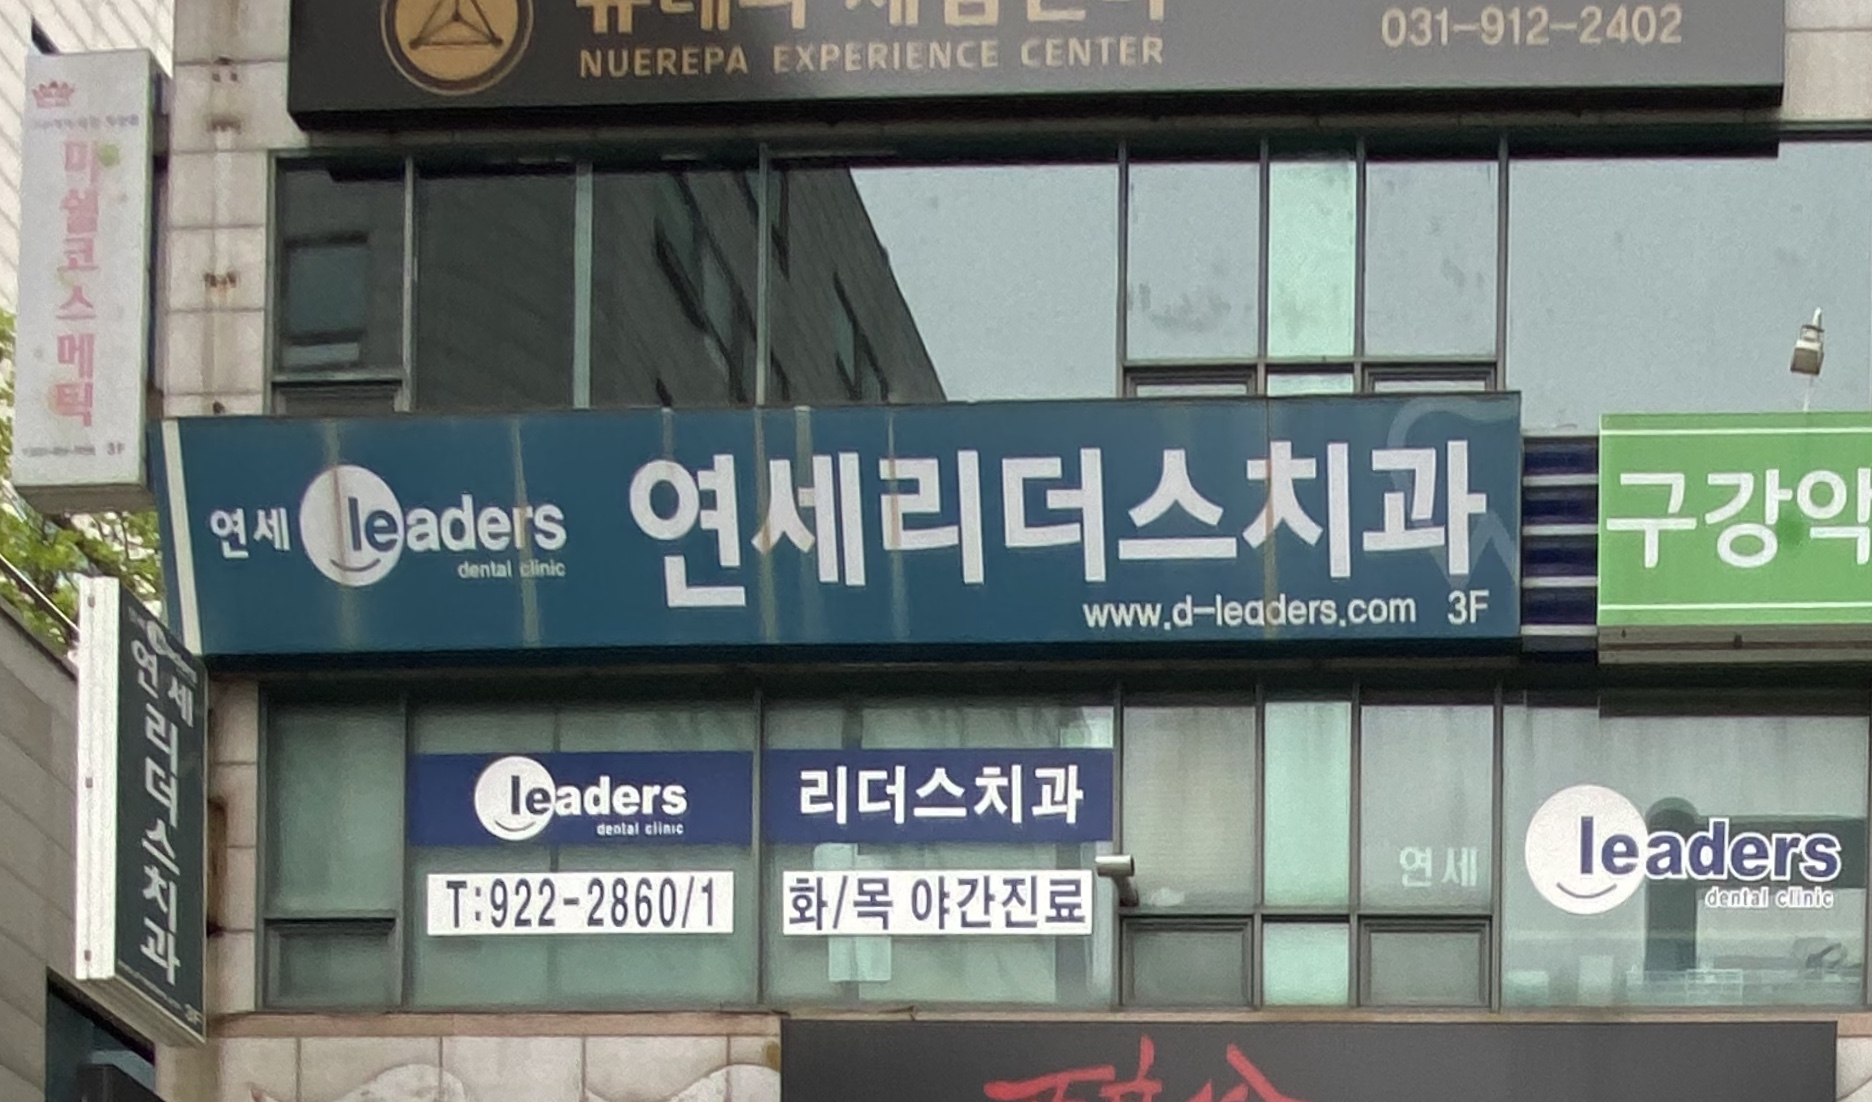 NUEREPA EXPERIENCE CENTER
031-912-2402
미쉘코스메틱
3F
연세 leaders
dental clinic
연세리더스치과
www.d-leaders.com 3F
구강악
연세
리더스치과
3F
leaders
dental clinic
리더스치과
T:922-2860/1
화/목 야간진료
연세 leaders
dental clinic